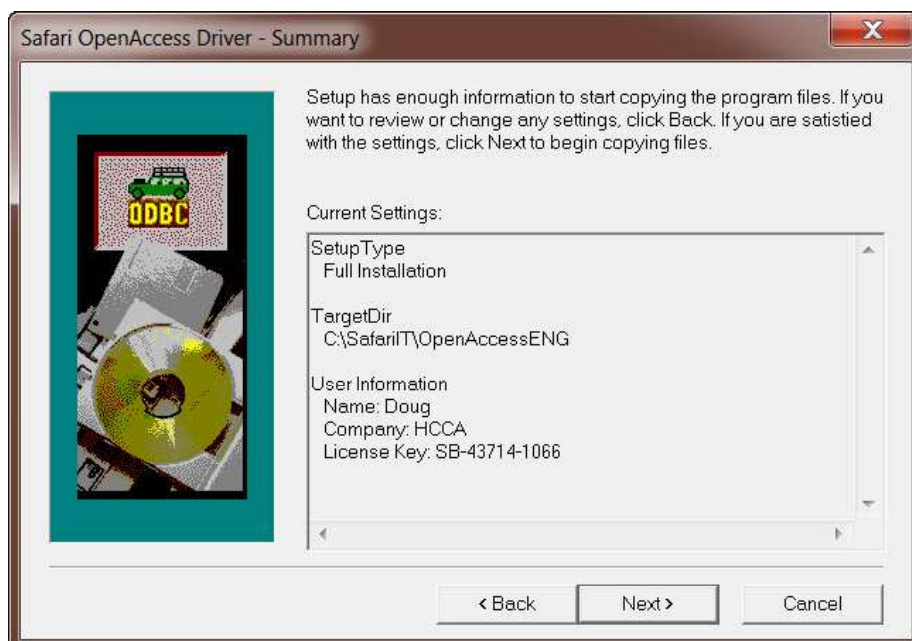 Safari OpenAccess Driver - Summary
Setup has enough information to start copying the program files. If you
want to review or change any settings, click Back. If you are satisfied
with the settings, click Next to begin copying files.
ODBC
Current Settings:
SetupType
Full Installation
TargetDir
C:\SafariIT\OpenAccessENG
User Information
Name: Doug
Company: HCCA
License Key: SB-43714-1066
< Back
Next >
Cancel